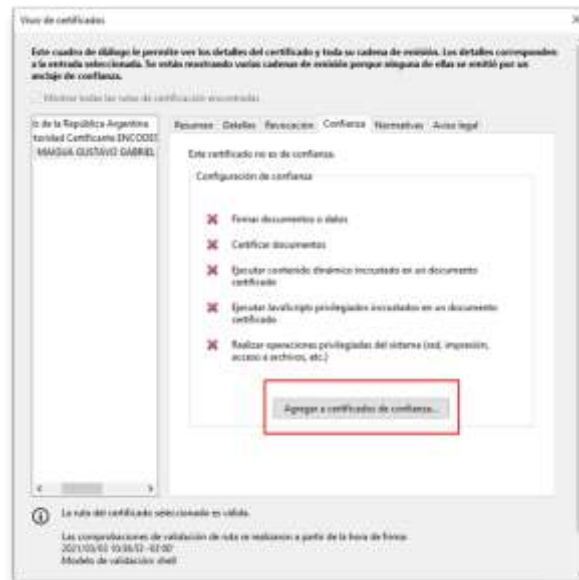 Visor de certificados
Este cuadro de diálogo le permite ver los detalles del certificado y toda su cadena de emisión. Los detalles corresponden
a la entrada seleccionada. Se están mostrando varias cadenas de emisión porque ninguna de ellas se emitió por un
anclaje de confianza.
Mostrar todas las rutas de certificación encontradas
de la República Argentina
Certificante ENCODE
GUSTAVO GABRIEL
Resumen Detalles Revocación Confianza Normativas Aviso legal
Este certificado no es de confianza.
Configuración de confianza
Firmar documentos o datos
Certificar documentos
Ejecutar contenido dinámico incrustado en un documento
certificado
Ejecutar JavaScripts privilegiados incrustados en un documento
certificado
Realizar operaciones privilegiadas del sistema (red, impresión,
acceso a archivos, etc.)
Agregar a certificados de confianza...
La ruta del certificado seleccionado es válida.
Las comprobaciones de validación de ruta se realizaron a partir de la hora de firma:
Modelo de validación: shell